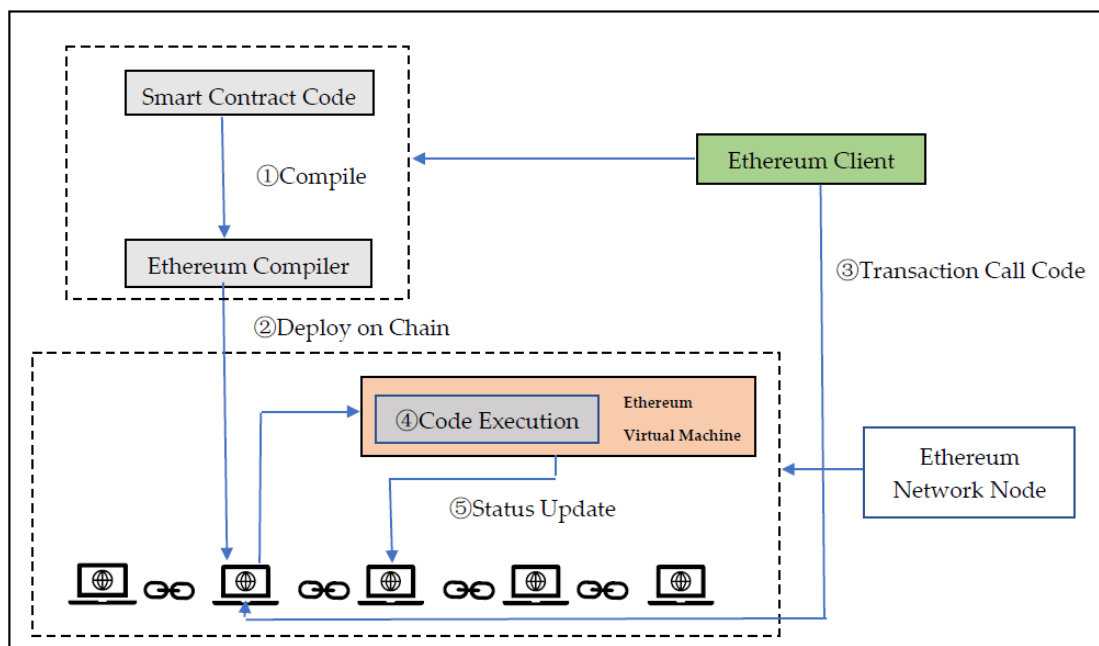 Smart Contract Code
①Compile
Ethereum Client
Ethereum Compiler
③Transaction Call Code
②Deploy on Chain
④Code Execution
Ethereum
Virtual Machine
Ethereum
Network Node
⑤Status Update